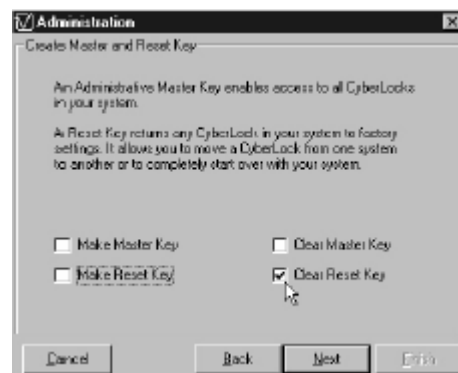 Administration
Create Master and Reset Key
An Administrative Master Key enables access to all CyberLocks
in your system.
A Reset Key returns any CyberLock in your system to factory
settings. It allows you to move a CyberLock from one system
to another or to completely start over with your system.
Make Master Key
Clear Master Key
Make Reset Key
Clear Reset Key
Cancel
Back
Next
Finish